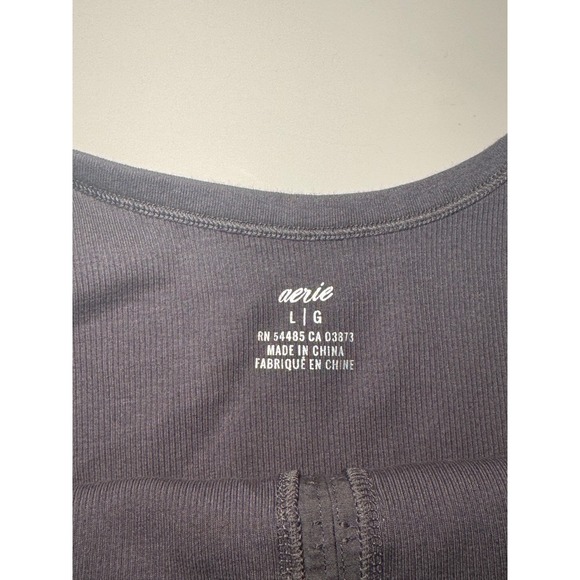 aerie
L | G
RN 54485 CA 03873
MADE IN CHINA
FABRIQUÉ EN CHINE